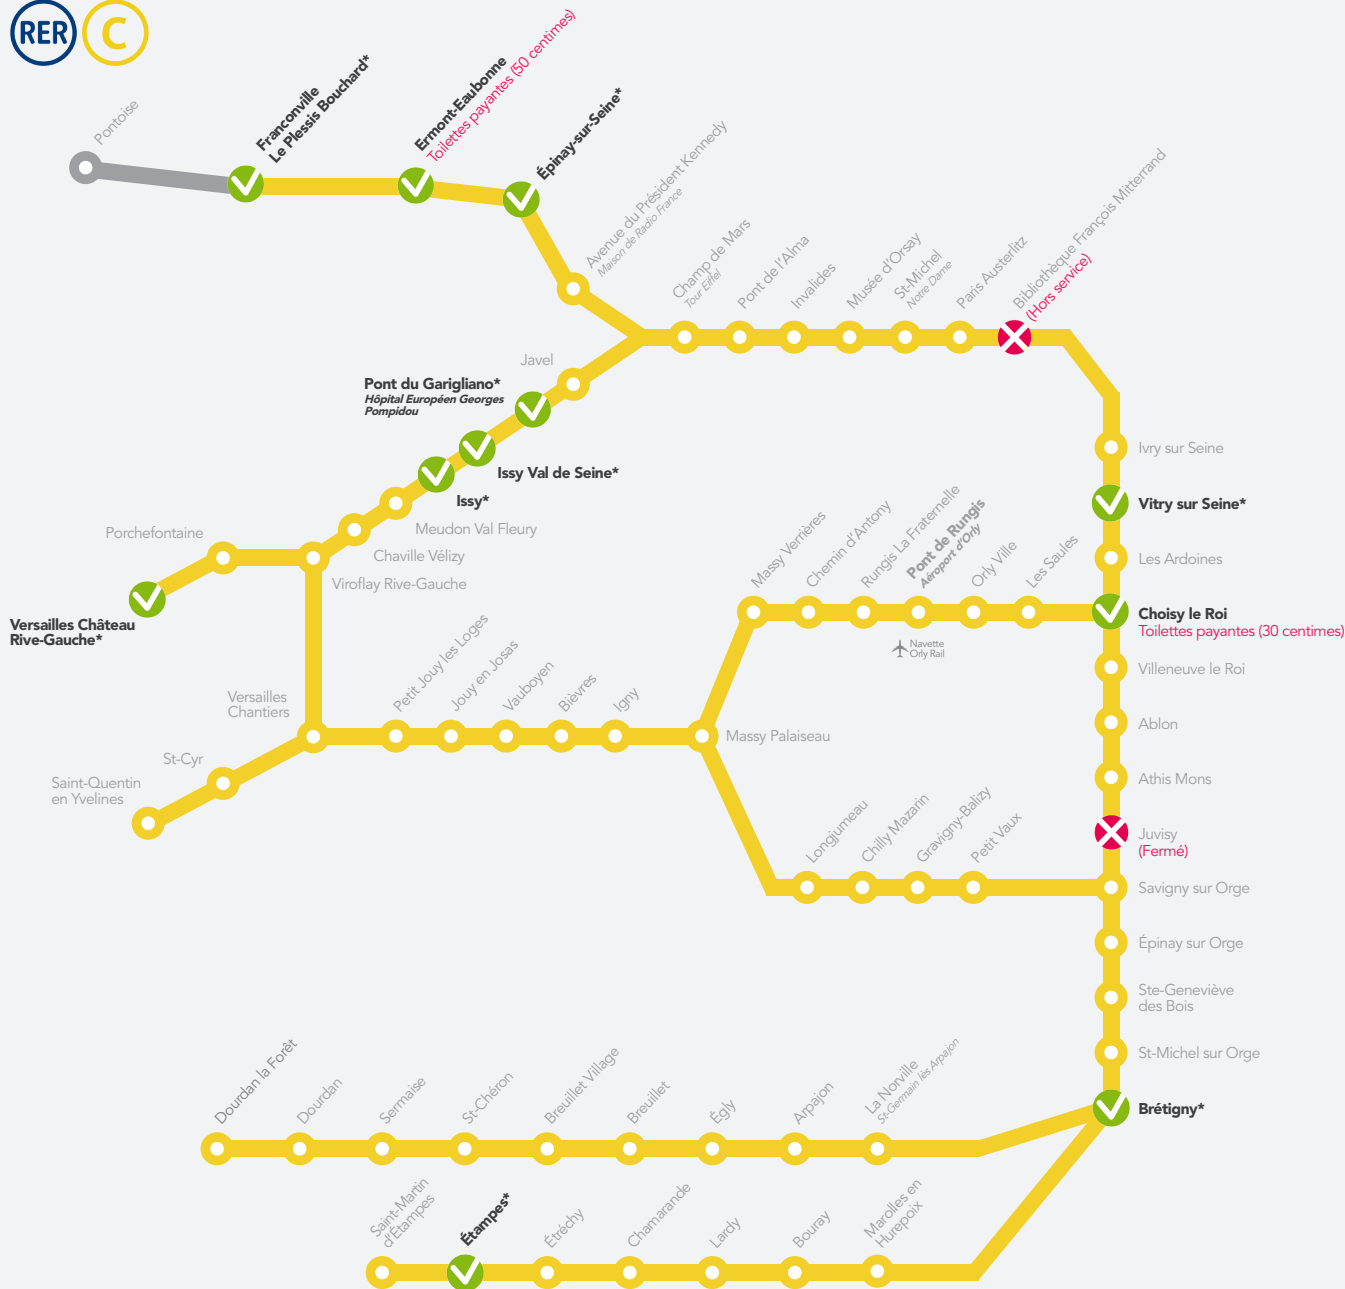 RER C
Pontoise
Franconville
Le Plessis Bouchard*
Ermont-Eaubonne
Toilettes payantes (50 centimes)
Épinay-sur-Seine*
Avenue du Président Kennedy
Maison de Radio France
Champ de Mars
Tour Eiffel
Pont de l'Alma
Invalides
Musée d'Orsay
St-Michel
Notre Dame
Paris Austerlitz
Bibliothèque François Mitterrand
(Hors service)
Javel
Pont du Garigliano*
Hôpital Européen Georges
Pompidou
Issy Val de Seine*
Issy*
Meudon Val Fleury
Chaville Vélizy
Viroflay Rive-Gauche
Porchefontaine
Versailles Château
Rive-Gauche*
Ivry sur Seine
Vitry sur Seine*
Les Ardoines
Choisy le Roi
Toilettes payantes (30 centimes)
Massy Verrières
Chemin d'Antony
Rungis La Fraternelle
Pont de Rungis
Aéroport d'Orly
Orly Ville
Les Saules
Navette
Orly Rail
Villeneuve le Roi
Ablon
Athis Mons
Juvisy
(Fermé)
Versailles
Chantiers
Petit Jouy les Loges
Jouy en Josas
Vauboyen
Bièvres
Igny
Massy Palaiseau
St-Cyr
Saint-Quentin
en Yvelines
Longjumeau
Chilly Mazarin
Gravigny-Balizy
Petit Vaux
Savigny sur Orge
Épinay sur Orge
Ste-Geneviève
des Bois
St-Michel sur Orge
Brétigny*
Dourdan la Forêt
Dourdan
Sermaise
St-Chéron
Breuillet Village
Breuillet
Égly
Arpajon
La Norville
St-Germain lès Arpajon
Saint-Martin
d'Étampes
Étampes*
Étréchy
Chamarande
Lardy
Bouray
Marolles en
Hurepoix